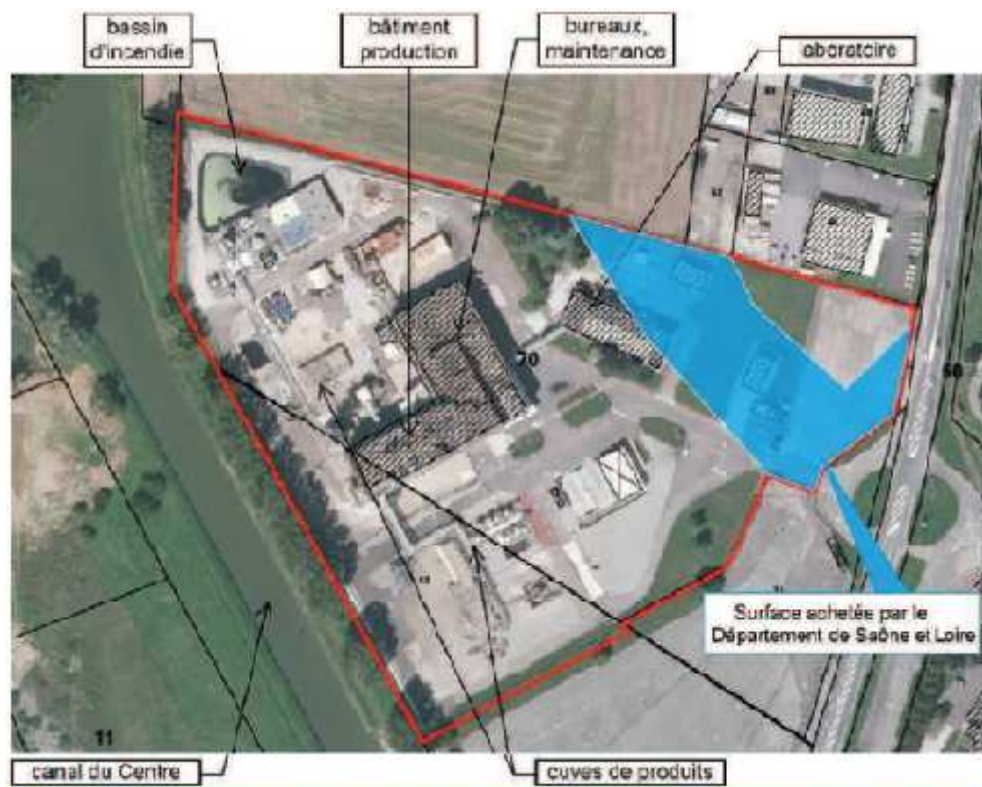 bassin
d'incendie
bâtiment
production
bureaux,
maintenance
aboratoire
70
Surface achetée par le
Département de Saône et Loire
11
canal du Centre
cuves de produits